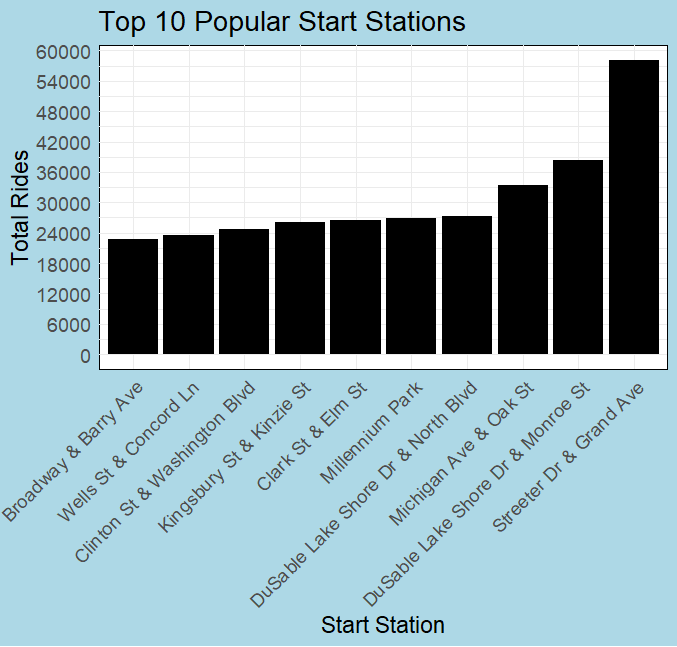 Top 10 Popular Start Stations
Total Rides
60000
54000
48000
42000
36000
30000
24000
18000
12000
6000
0
Broadway & Barry Ave
Wells St & Concord Ln
Clinton St & Washington Blvd
Kingsbury St & Kinzie St
Clark St & Elm St
Millennium Park
DuSable Lake Shore Dr & North Blvd
Michigan Ave & Oak St
DuSable Lake Shore Dr & Monroe St
Streeter Dr & Grand Ave
Start Station